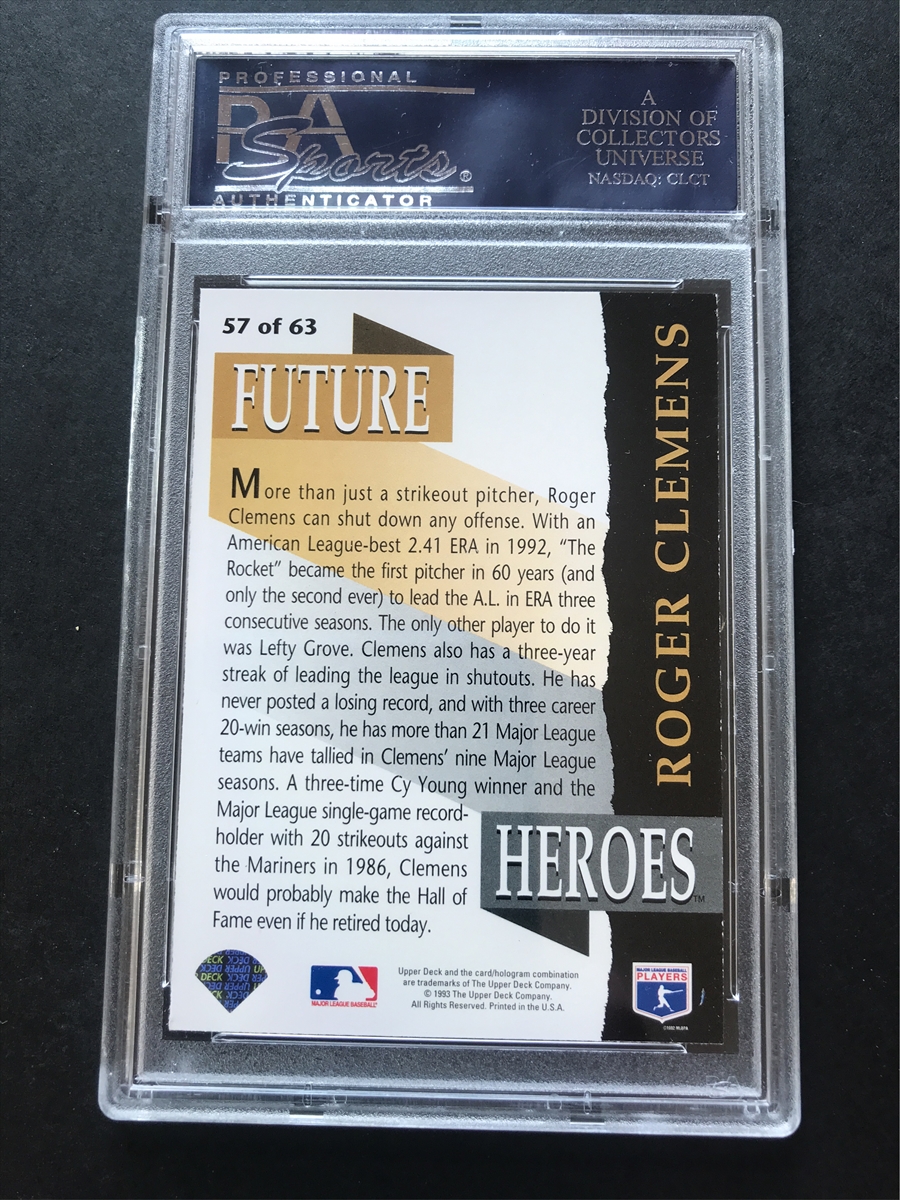 PROFESSIONAL
PSA
Sports®
AUTHENTICATOR
A
DIVISION OF
COLLECTORS
UNIVERSE
NASDAQ: CLCT
57 of 63
FUTURE
More than just a strikeout pitcher, Roger
Clemens can shut down any offense. With an
American League-best 2.41 ERA in 1992, “The
Rocket” became the first pitcher in 60 years (and
only the second ever) to lead the A.L. in ERA three
consecutive seasons. The only other player to do it
was Lefty Grove. Clemens also has a three-year
streak of leading the league in shutouts. He has
never posted a losing record, and with three career
20-win seasons, he has more than 21 Major League
teams have tallied in Clemens’ nine Major League
seasons. A three-time Cy Young winner and the
Major League single-game record-
holder with 20 strikeouts against
the Mariners in 1986, Clemens
would probably make the Hall of
Fame even if he retired today.
HEROES™
ROGER CLEMENS
UPPER DECK
MAJOR LEAGUE BASEBALL
Upper Deck and the card/hologram combination
are trademarks of The Upper Deck Company.
© 1993 The Upper Deck Company.
All Rights Reserved. Printed in the U.S.A.
MAJOR LEAGUE BASEBALL
PLAYERS
©1992 MLBPA